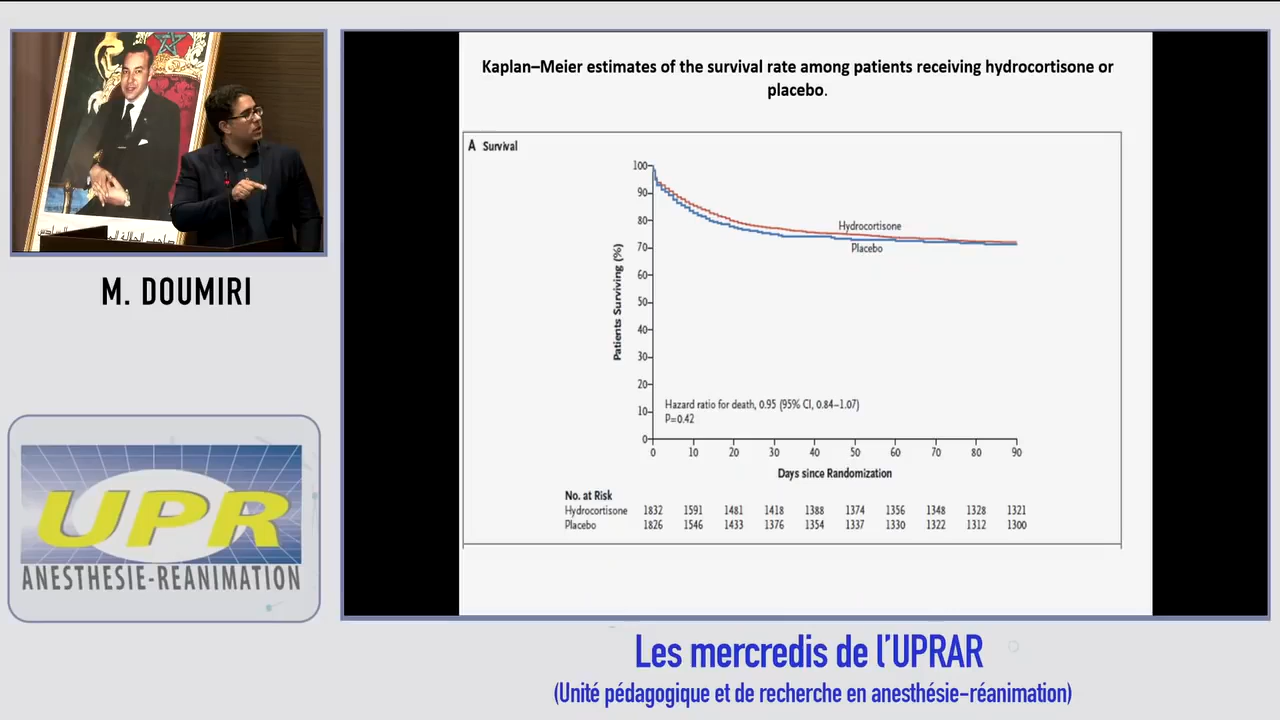 M. DOUMIRI
UPR
ANESTHESIE-REANIMATION
Kaplan–Meier estimates of the survival rate among patients receiving hydrocortisone or
placebo.
A Survival
Patients Surviving (%)
100
90
80
70
60
50
40
30
20
10
0
Hydrocortisone
Placebo
Hazard ratio for death, 0.95 (95% CI, 0.84–1.07)
P=0.42
0 10 20 30 40 50 60 70 80 90
Days since Randomization
No. at Risk
Hydrocortisone 1832 1591 1481 1418 1388 1374 1356 1348 1328 1321
Placebo 1826 1546 1433 1376 1354 1337 1330 1322 1312 1300
Les mercredis de l'UPRAR
(Unité pédagogique et de recherche en anesthésie-réanimation)